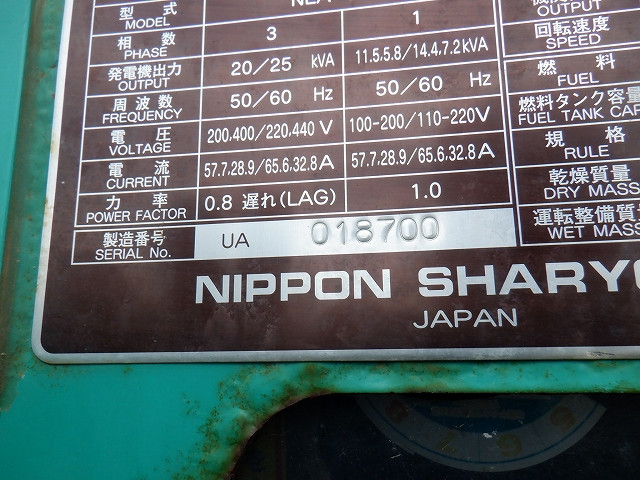 型式 MODEL
相数 PHASE 3 1
発電機出力 OUTPUT 20/25 kVA 11.5,5.8/14.4,7.2kVA
周波数 FREQUENCY 50/60 Hz 50/60 Hz
電圧 VOLTAGE 200.400/220.440 V 100-200/110-220V
電流 CURRENT 57.7,28.9/65.6,32.8A 57.7,28.9/65.6,32.8A
力率 POWER FACTOR 0.8 遅れ(LAG) 1.0
製造番号 SERIAL No. UA 018700
OUTPUT
回転速度 SPEED
燃料 FUEL
燃料タンク容量 FUEL TANK
規格 RULE
乾燥質量 DRY MASS
運転整備質量 WET MASS
NIPPON SHARYO
JAPAN